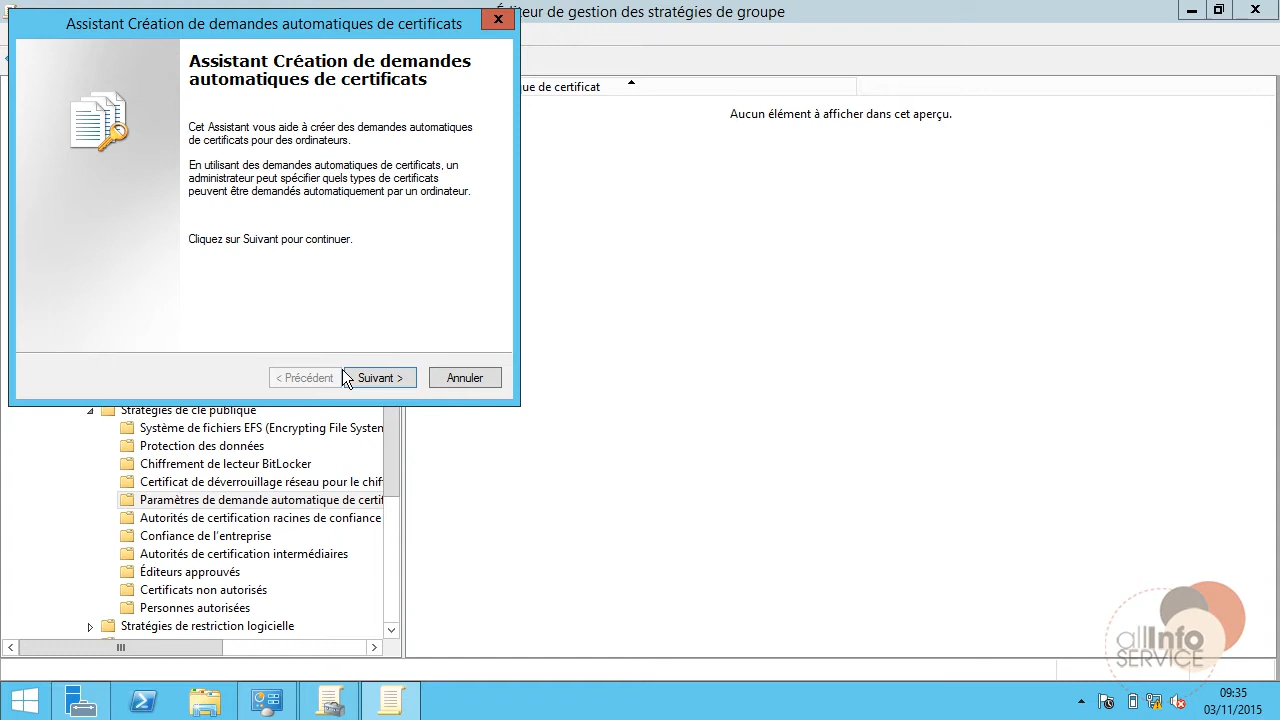 Assistant Création de demandes automatiques de certificats
Éditeur de gestion des stratégies de groupe
Assistant Création de demandes
automatiques de certificats
Cet Assistant vous aide à créer des demandes automatiques
de certificats pour des ordinateurs.
En utilisant des demandes automatiques de certificats, un
administrateur peut spécifier quels types de certificats
peuvent être demandés automatiquement par un ordinateur.
Cliquez sur Suivant pour continuer.
< Précédent
Suivant >
Annuler
de certificat
Aucun élément à afficher dans cet aperçu.
Stratégies de clé publique
Système de fichiers EFS (Encrypting File System
Protection des données
Chiffrement de lecteur BitLocker
Certificat de déverrouillage réseau pour le chif
Paramètres de demande automatique de certif
Autorités de certification racines de confiance
Confiance de l'entreprise
Autorités de certification intermédiaires
Éditeurs approuvés
Certificats non autorisés
Personnes autorisées
Stratégies de restriction logicielle
allInfo
SERVICE
09:35
03/11/2015